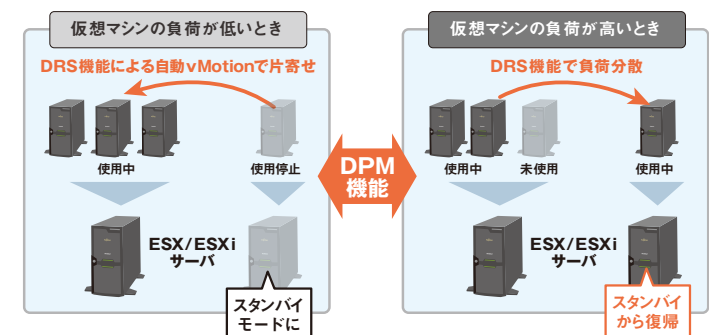 仮想マシンの負荷が低いとき
DRS機能による自動vMotionで片寄せ
使用中
使用停止
ESX/ESXi
サーバ
スタンバイ
モードに
DPM
機能
仮想マシンの負荷が高いとき
DRS機能で負荷分散
使用中
未使用
使用中
ESX/ESXi
サーバ
スタンバイ
から復帰